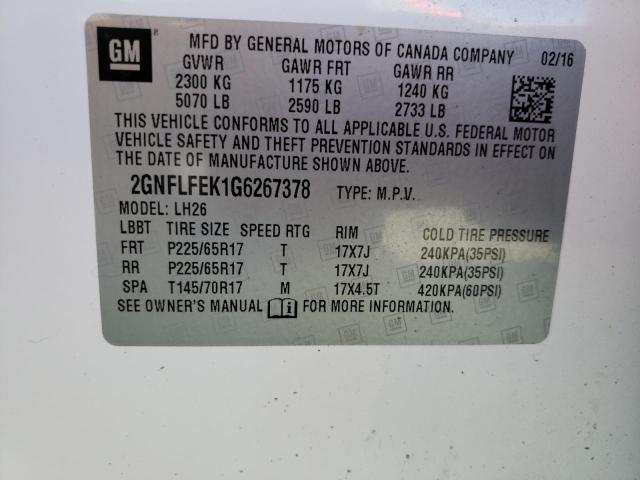 GM
MFD BY GENERAL MOTORS OF CANADA COMPANY 02/16
GVWR GAWR FRT GAWR RR
2300 KG 1175 KG 1240 KG
5070 LB 2590 LB 2733 LB
THIS VEHICLE CONFORMS TO ALL APPLICABLE U.S. FEDERAL MOTOR
VEHICLE SAFETY AND THEFT PREVENTION STANDARDS IN EFFECT ON
THE DATE OF MANUFACTURE SHOWN ABOVE.
2GNFLFEK1G6267378 TYPE: M.P.V.
MODEL: LH26
LBBT TIRE SIZE SPEED RTG RIM COLD TIRE PRESSURE
FRT P225/65R17 T 17X7J 240KPA(35PSI)
RR P225/65R17 T 17X7J 240KPA(35PSI)
SPA T145/70R17 M 17X4.5T 420KPA(60PSI)
SEE OWNER'S MANUAL FOR MORE INFORMATION.